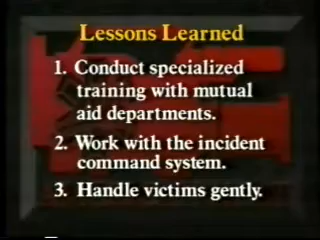 Lessons Learned
1. Conduct specialized
training with mutual
aid departments.
2. Work with the incident
command system.
3. Handle victims gently.